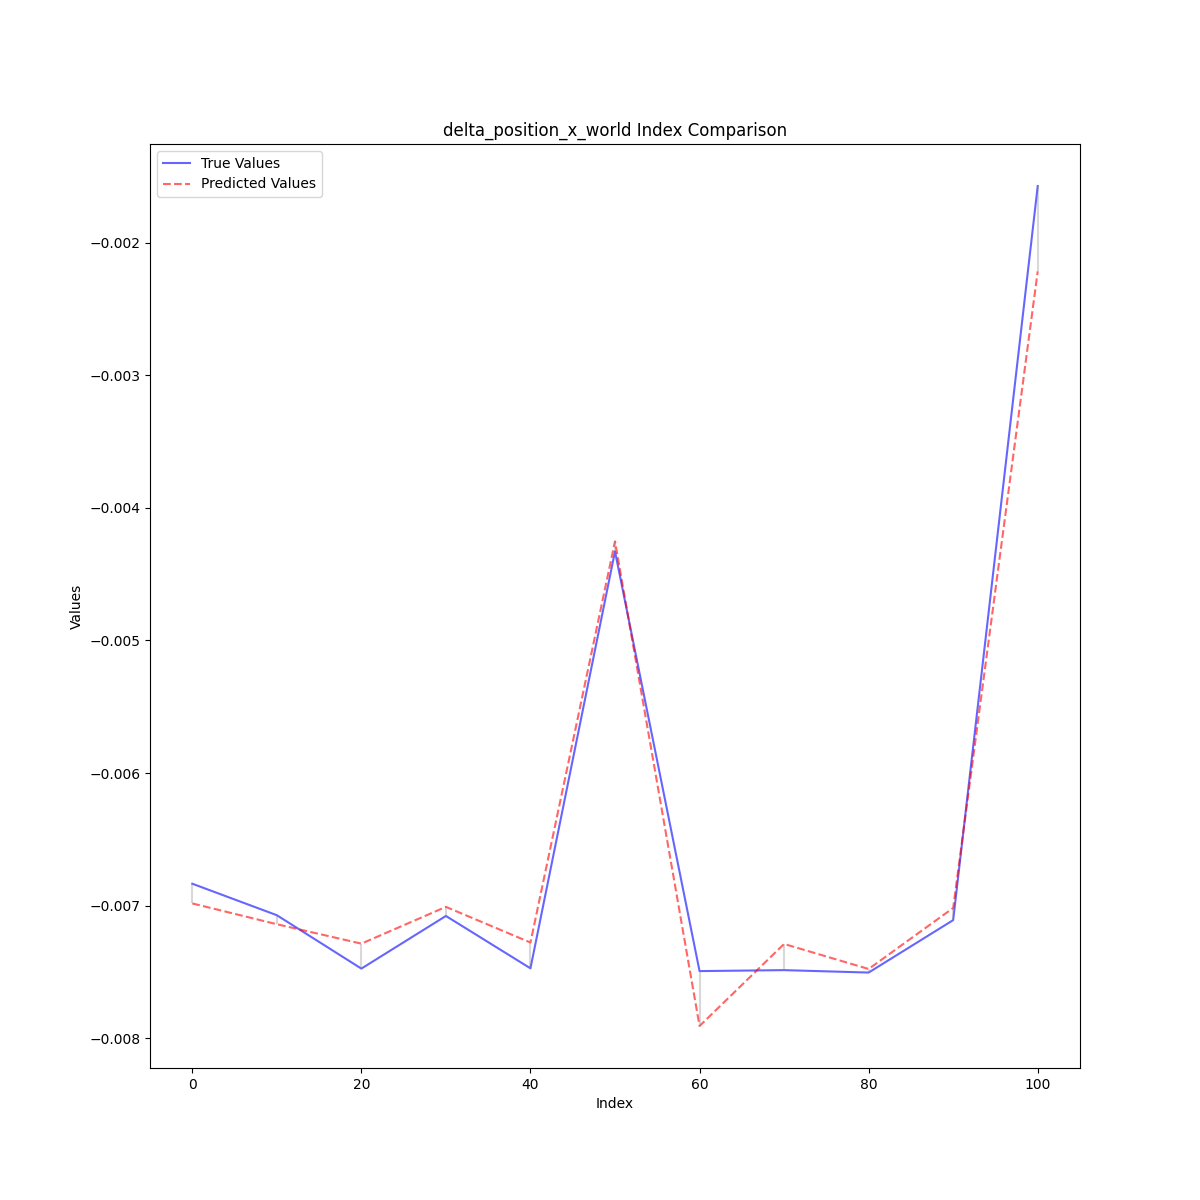 delta_position_x_world Index Comparison
True Values
Predicted Values
−0.002
−0.003
−0.004
−0.005
−0.006
−0.007
−0.008
Values
0 20 40 60 80 100
Index